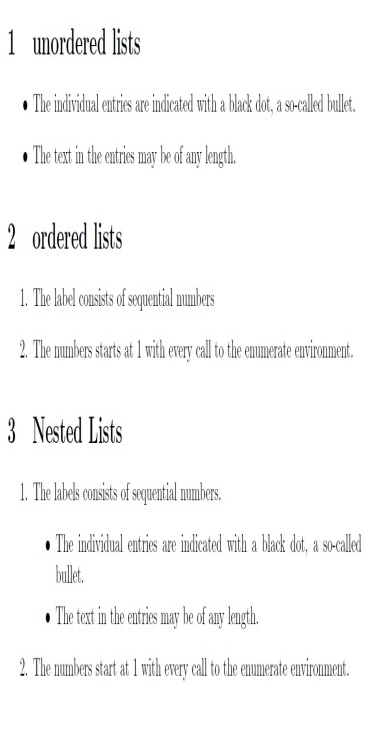 1 unordered lists
• The individual entries are indicated with a black dot, a so-called bullet.
• The text in the entries may be of any length.
2 ordered lists
1. The label consists of sequential numbers
2. The numbers starts at 1 with every call to the enumerate environment.
3 Nested Lists
1. The labels consists of sequential numbers.
• The individual entries are indicated with a black dot, a so-called
bullet.
• The text in the entries may be of any length.
2. The numbers start at 1 with every call to the enumerate environment.